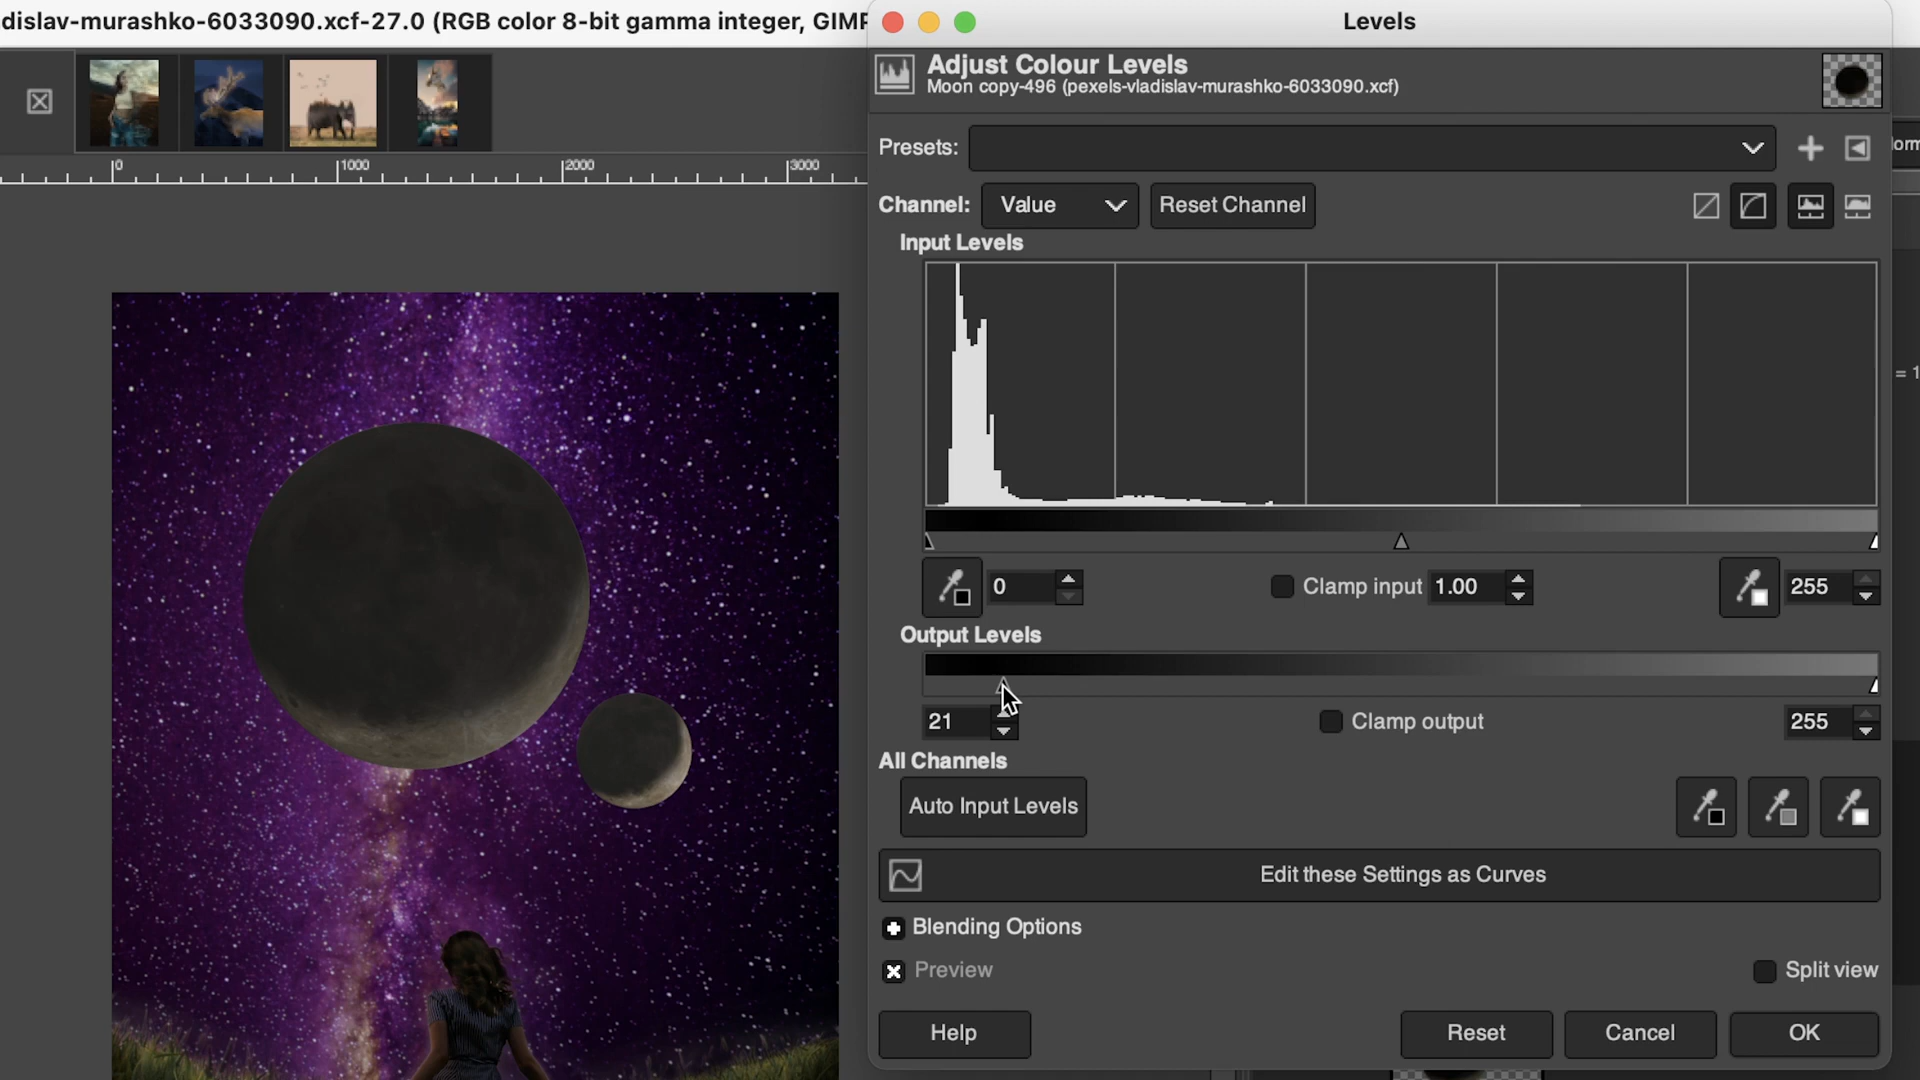 dislav-murashko-6033090.xcf-27.0 (RGB color 8-bit gamma integer, GIMP
Levels
Adjust Colour Levels
Moon copy-496 (pexels-vladislav-murashko-6033090.xcf)
0 1000 2000 3000
Presets:
Channel: Value Reset Channel
Input Levels
= 1
0 Clamp input 1.00 255
Output Levels
21 Clamp output 255
All Channels
Auto Input Levels
Edit these Settings as Curves
Blending Options
Preview Split view
Help Reset Cancel OK